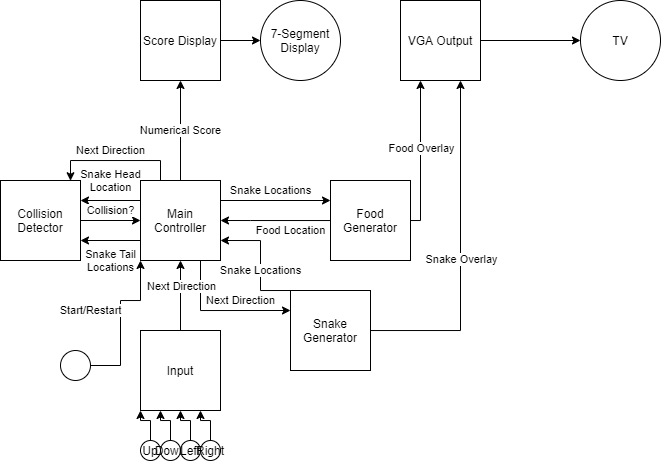 Score Display
7-Segment
Display
VGA Output
TV
Numerical Score
Next Direction
Food Overlay
Snake Head
Location
Snake Locations
Collision
Detector
Collision?
Main
Controller
Food
Generator
Food Location
Snake Tail
Locations
Snake Locations
Snake Overlay
Next Direction
Next Direction
Start/Restart
Snake
Generator
Input
Up
Down
Left
Right